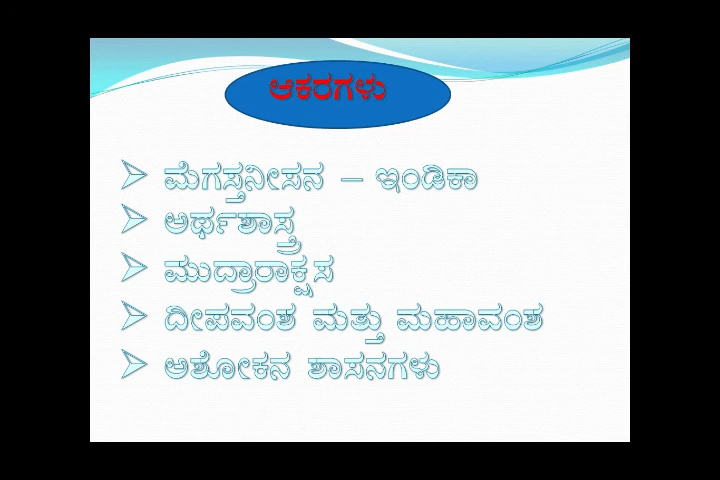 ಆಕರಗಳು
ಮೆಗಸ್ತನೀಸನ – ಇಂಡಿಕಾ
ಅರ್ಥಶಾಸ್ತ್ರ
ಮುದ್ರಾರಾಕ್ಷಸ
ದೀಪವಂಶ ಮತ್ತು ಮಹಾವಂಶ
ಅಶೋಕನ ಶಾಸನಗಳು